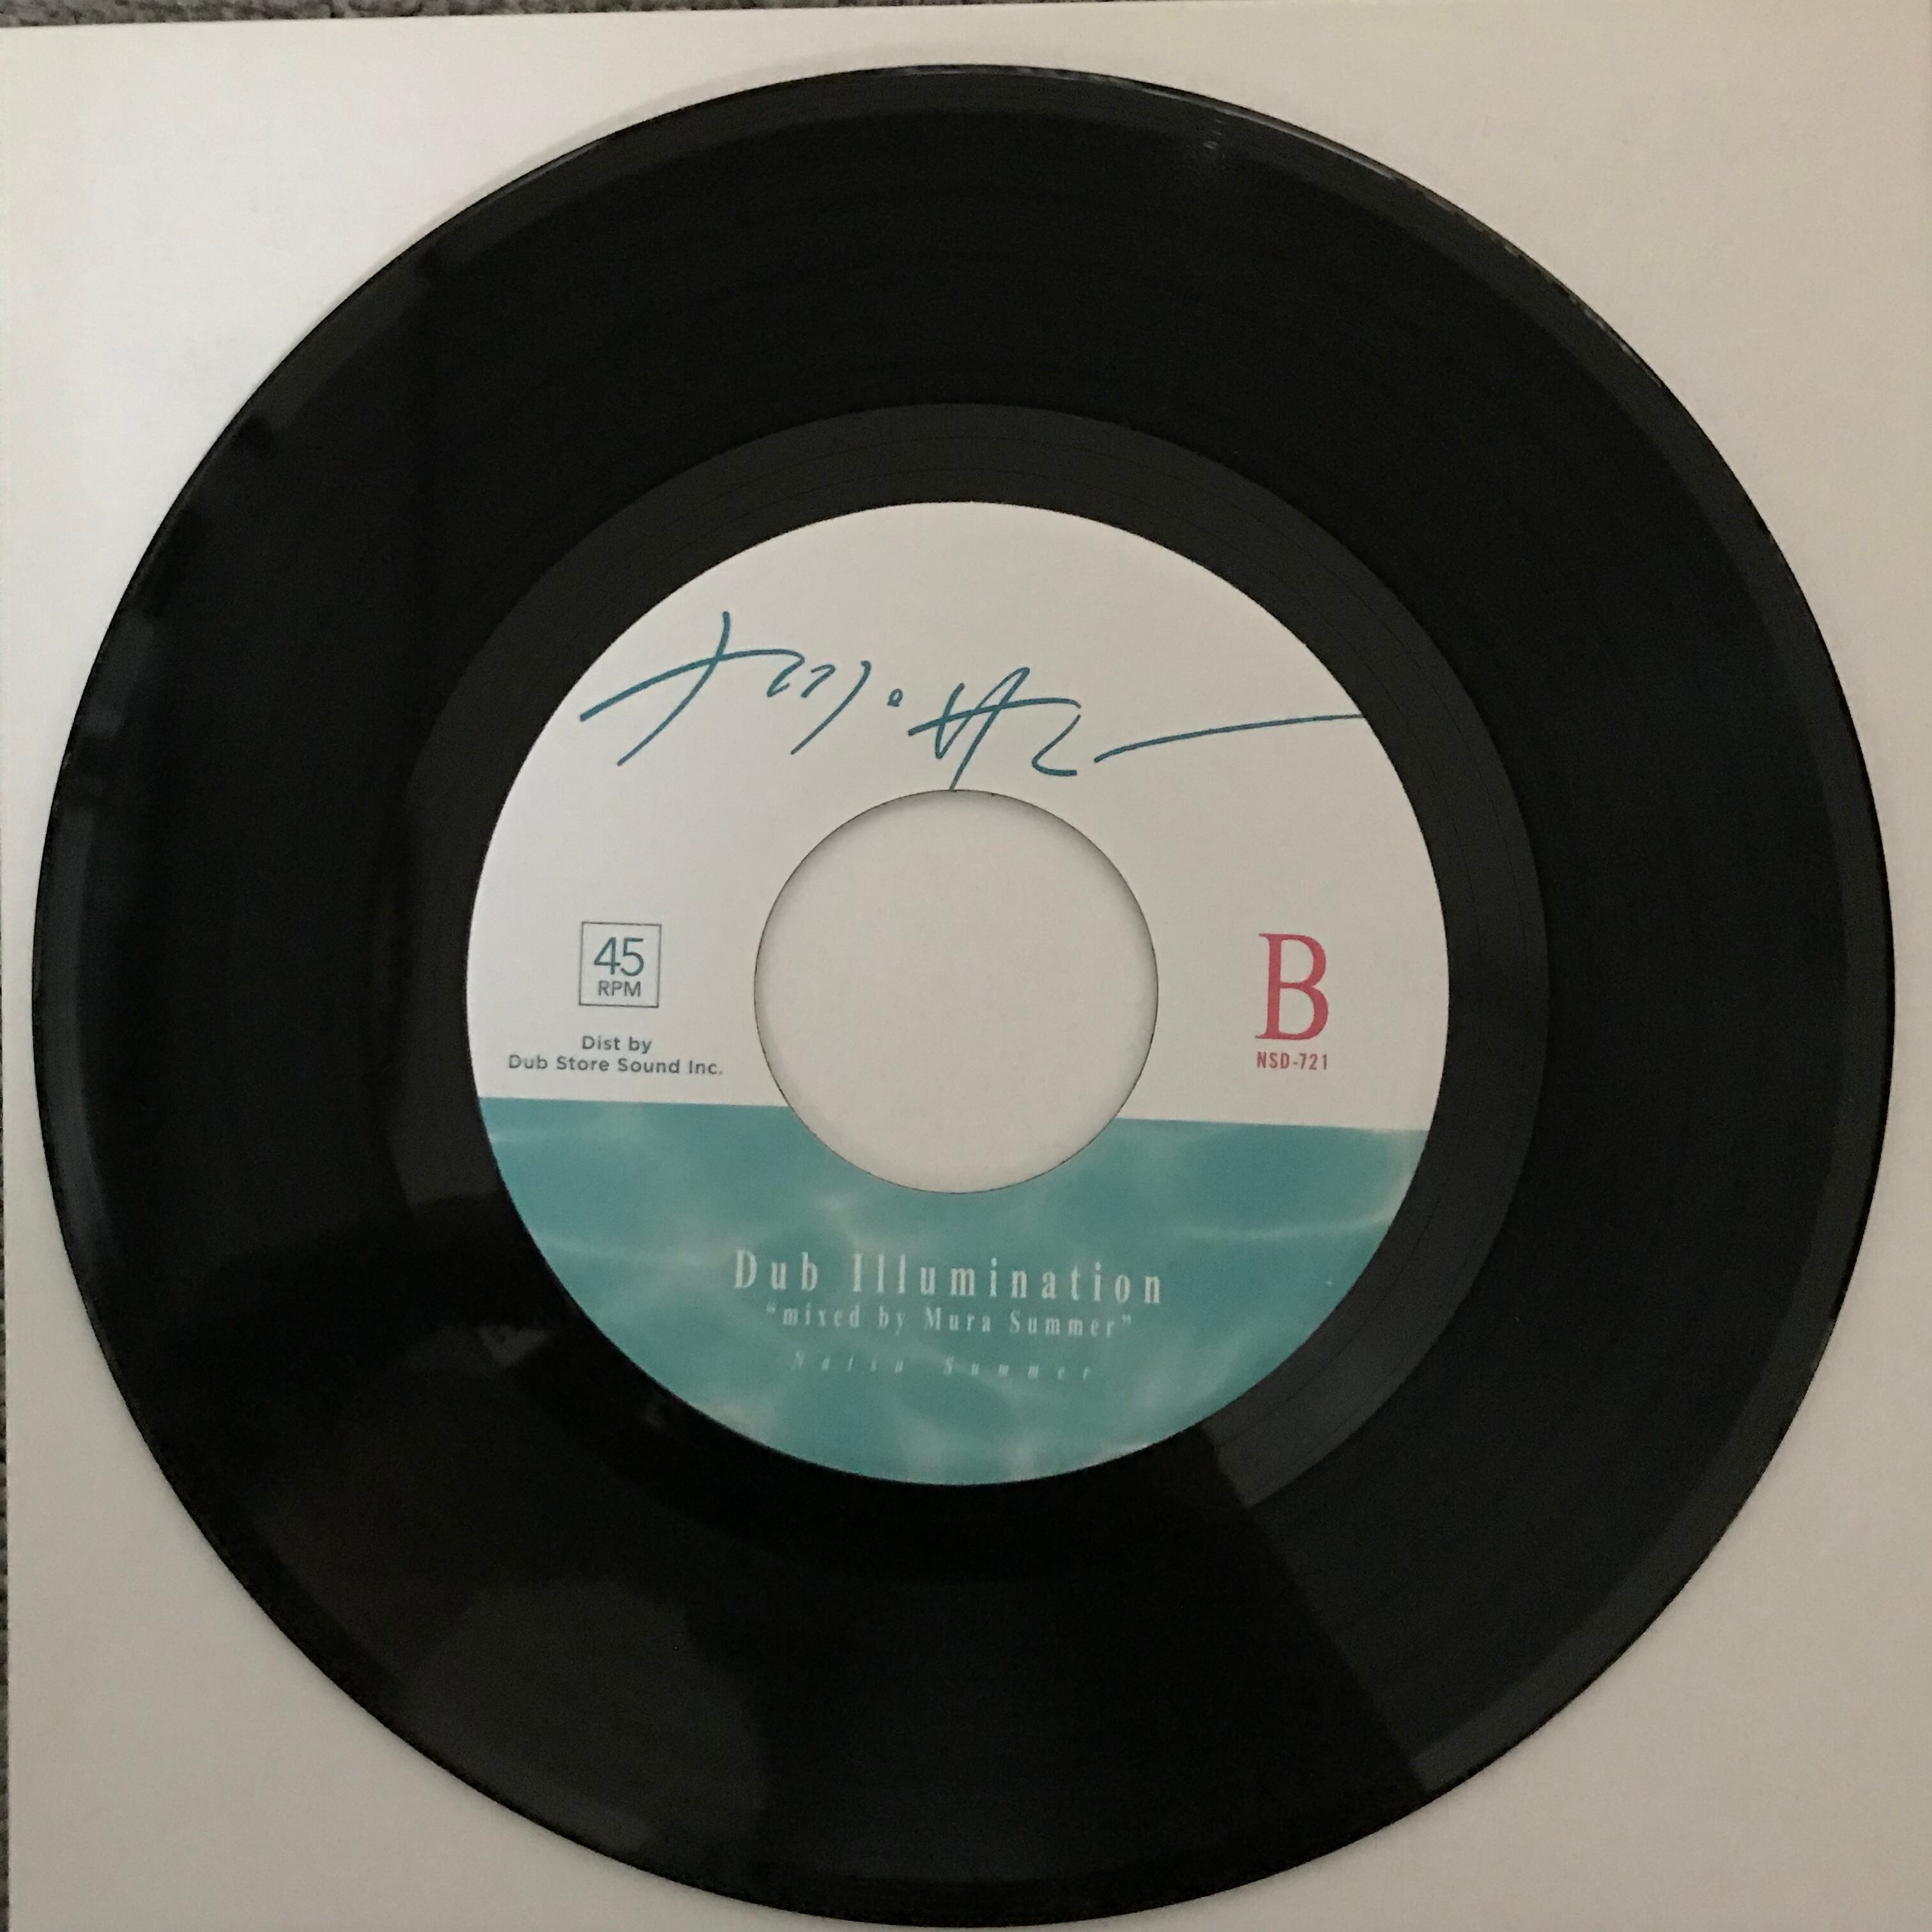 ナツ・サマー
45
RPM
Dist by
Dub Store Sound Inc.
B
NSD-721
Dub Illumination
“mixed by Mura Summer”
Natsu Summer